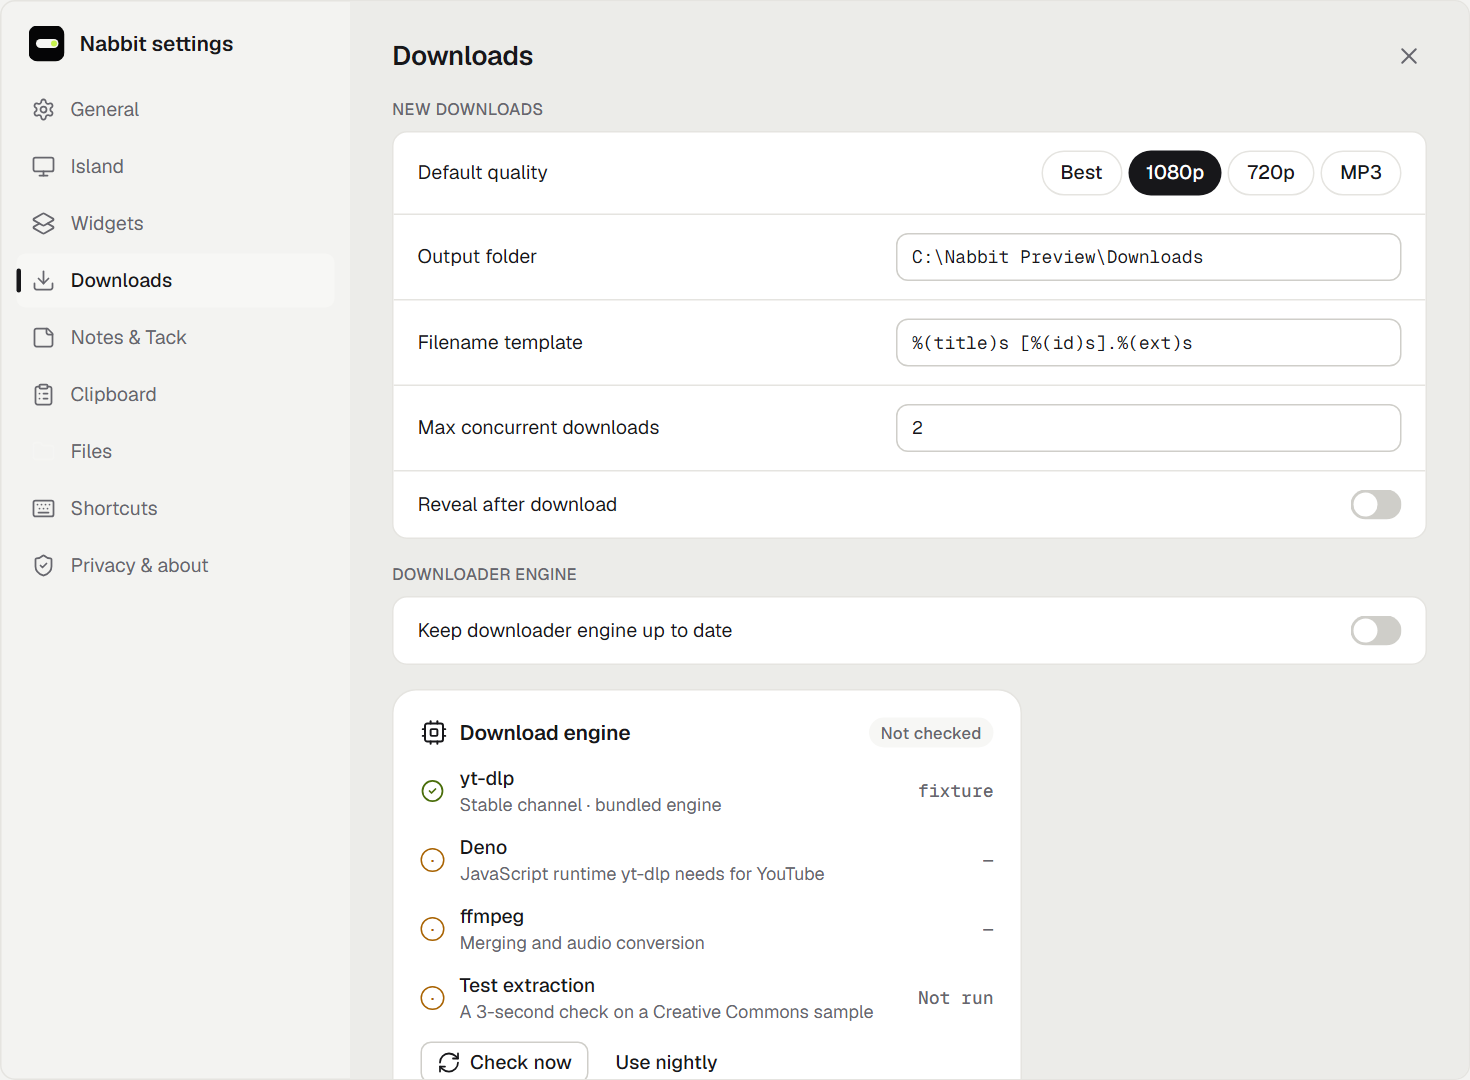 Nabbit settings
General
Island
Widgets
Downloads
Notes & Tack
Clipboard
Files
Shortcuts
Privacy & about
Downloads
NEW DOWNLOADS
Default quality
Best
1080p
720p
MP3
Output folder
C:\Nabbit Preview\Downloads
Filename template
%(title)s [%(id)s].%(ext)s
Max concurrent downloads
2
Reveal after download
DOWNLOADER ENGINE
Keep downloader engine up to date
Download engine
Not checked
yt-dlp
Stable channel · bundled engine
fixture
Deno
JavaScript runtime yt-dlp needs for YouTube
—
ffmpeg
Merging and audio conversion
—
Test extraction
A 3-second check on a Creative Commons sample
Not run
Check now
Use nightly